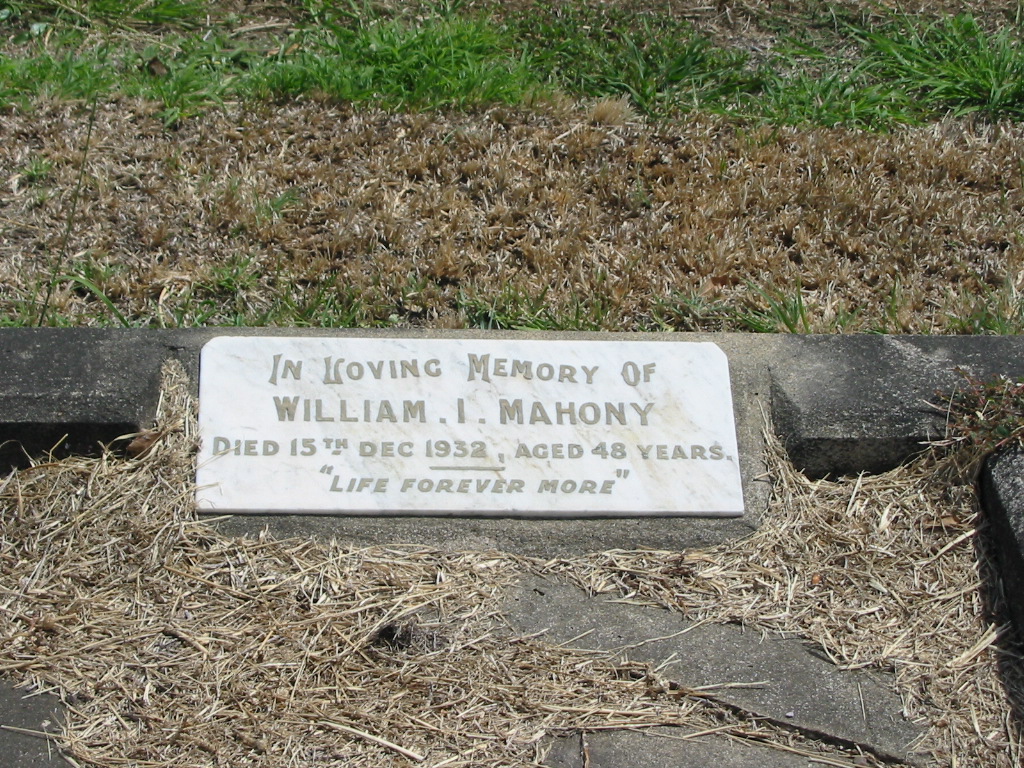 In Loving Memory Of
WILLIAM . I . MAHONY
DIED 15TH DEC 1932, AGED 48 YEARS.
"LIFE FOREVER MORE"